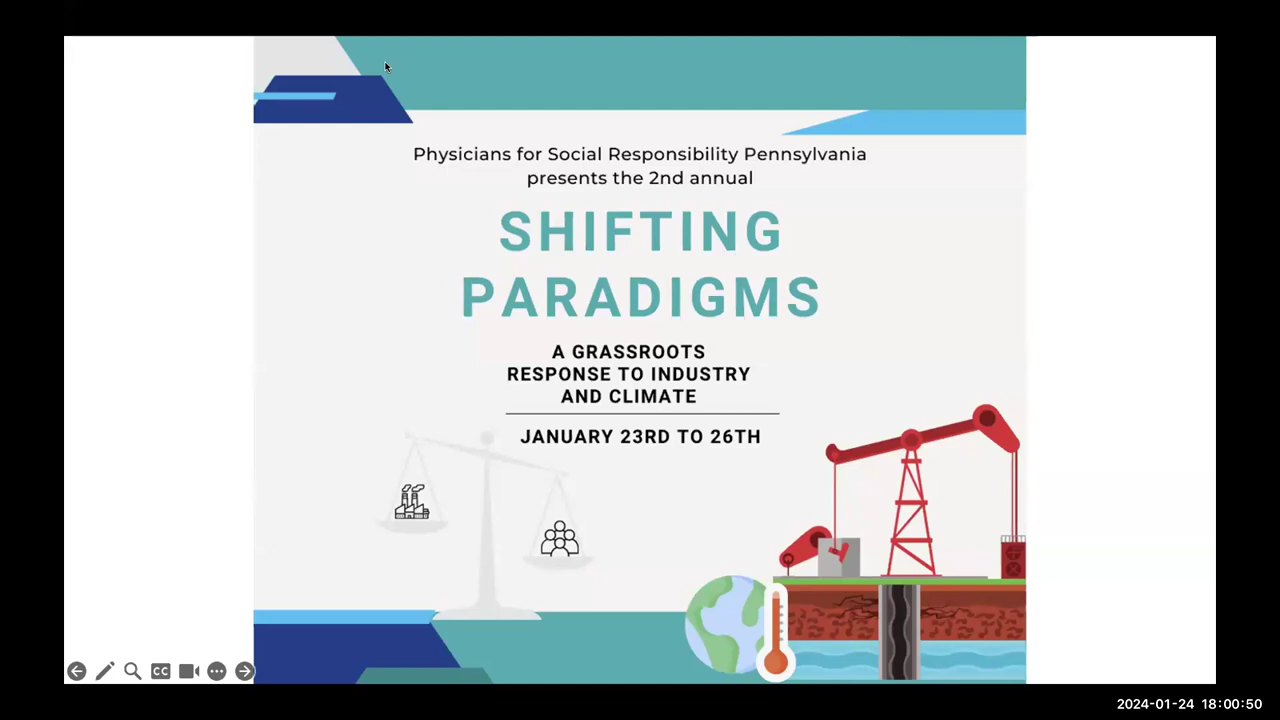 Physicians for Social Responsibility Pennsylvania
presents the 2nd annual
SHIFTING
PARADIGMS
A GRASSROOTS
RESPONSE TO INDUSTRY
AND CLIMATE
JANUARY 23RD TO 26TH
CC
2024-01-24 18:00:50